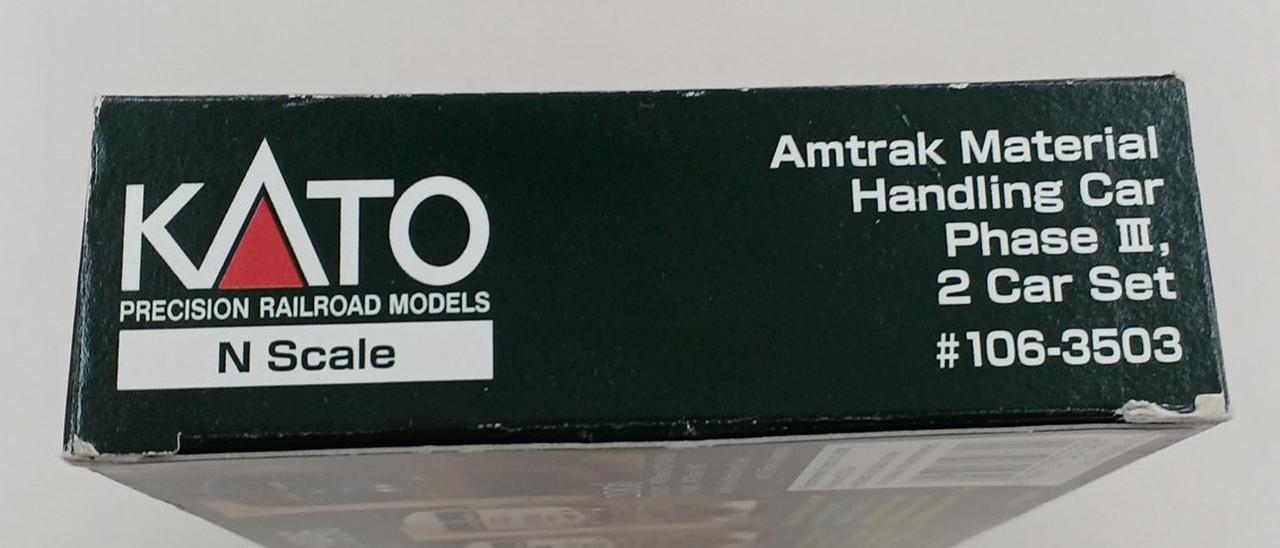 KATO
PRECISION RAILROAD MODELS
N Scale
Amtrak Material
Handling Car
Phase Ⅲ,
2 Car Set
#106-3503